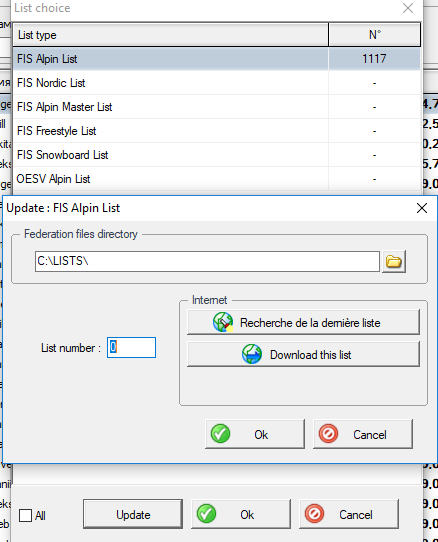 List choice
List type N°
FIS Alpin List 1117
FIS Nordic List -
FIS Alpin Master List -
FIS Freestyle List -
FIS Snowboard List -
OESV Alpin List -
Update : FIS Alpin List
Federation files directory
C:\LISTS\
Internet
Recherche de la dernière liste
List number : 0
Download this list
Ok Cancel
All Update Ok Cancel